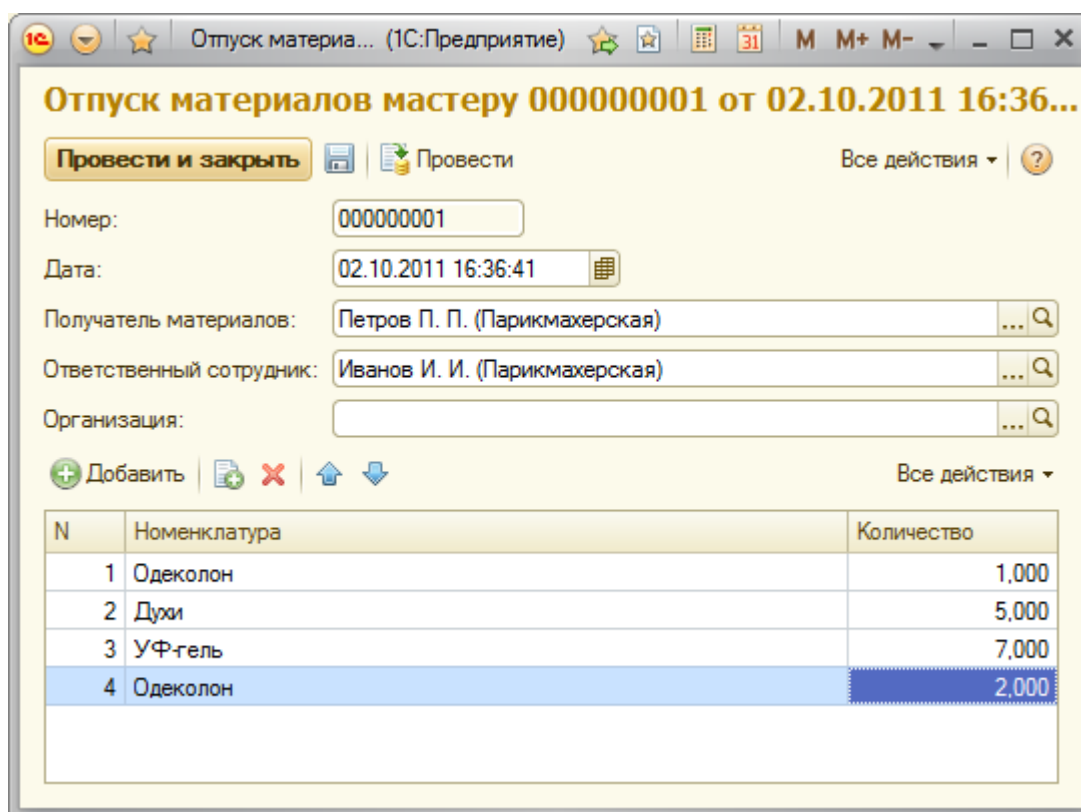 1С Отпуск материа... (1С:Предприятие) 31 M M+ M-
Отпуск материалов мастеру 000000001 от 02.10.2011 16:36...
Провести и закрыть Провести Все действия ?
Номер: 000000001
Дата: 02.10.2011 16:36:41
Получатель материалов: Петров П. П. (Парикмахерская) ...
Ответственный сотрудник: Иванов И. И. (Парикмахерская) ...
Организация: ...
Добавить Все действия
N Номенклатура Количество
1 Одеколон 1,000
2 Духи 5,000
3 УФ-гель 7,000
4 Одеколон 2,000